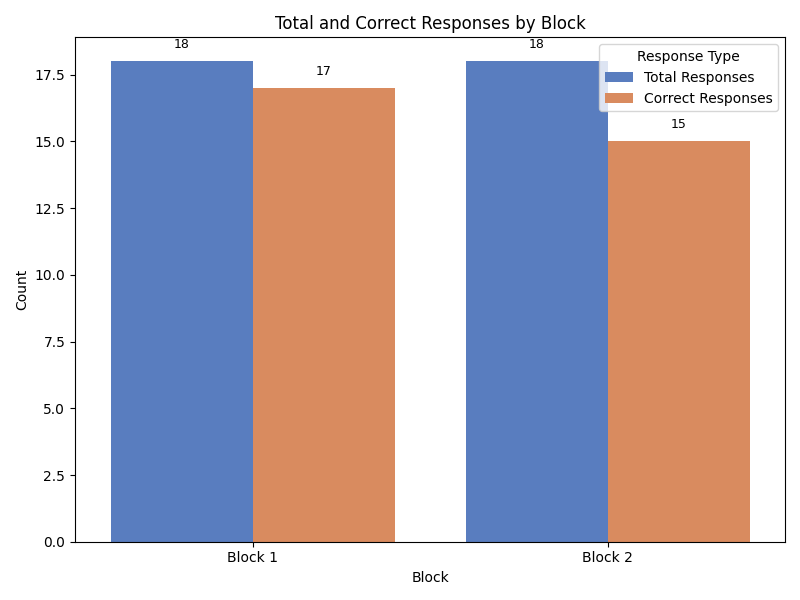 Total and Correct Responses by Block
18
18
17
15
Response Type
Total Responses
Correct Responses
17.5
15.0
12.5
10.0
7.5
5.0
2.5
0.0
Count
Block 1
Block 2
Block